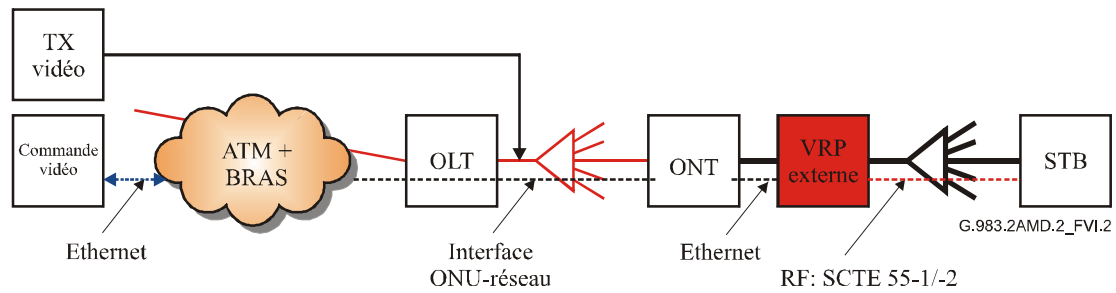 TX
vidéo
Commande
vidéo
ATM +
BRAS
OLT
ONT
VRP
externe
STB
G.983.2AMD.2_FVI.2
Ethernet
Interface
ONU-réseau
Ethernet
RF: SCTE 55-1/-2